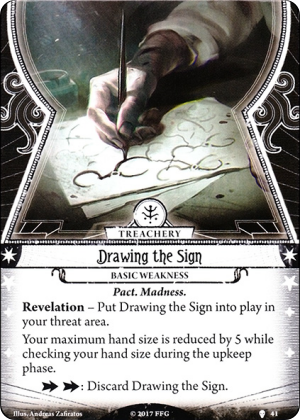 TREACHERY
Drawing the Sign
BASIC WEAKNESS
Pact. Madness.
Revelation – Put Drawing the Sign into play in
your threat area.
Your maximum hand size is reduced by 5 while
checking your hand size during the upkeep
phase.
: Discard Drawing the Sign.
Illus. Andreas Zafiratos
© 2017 FFG
41